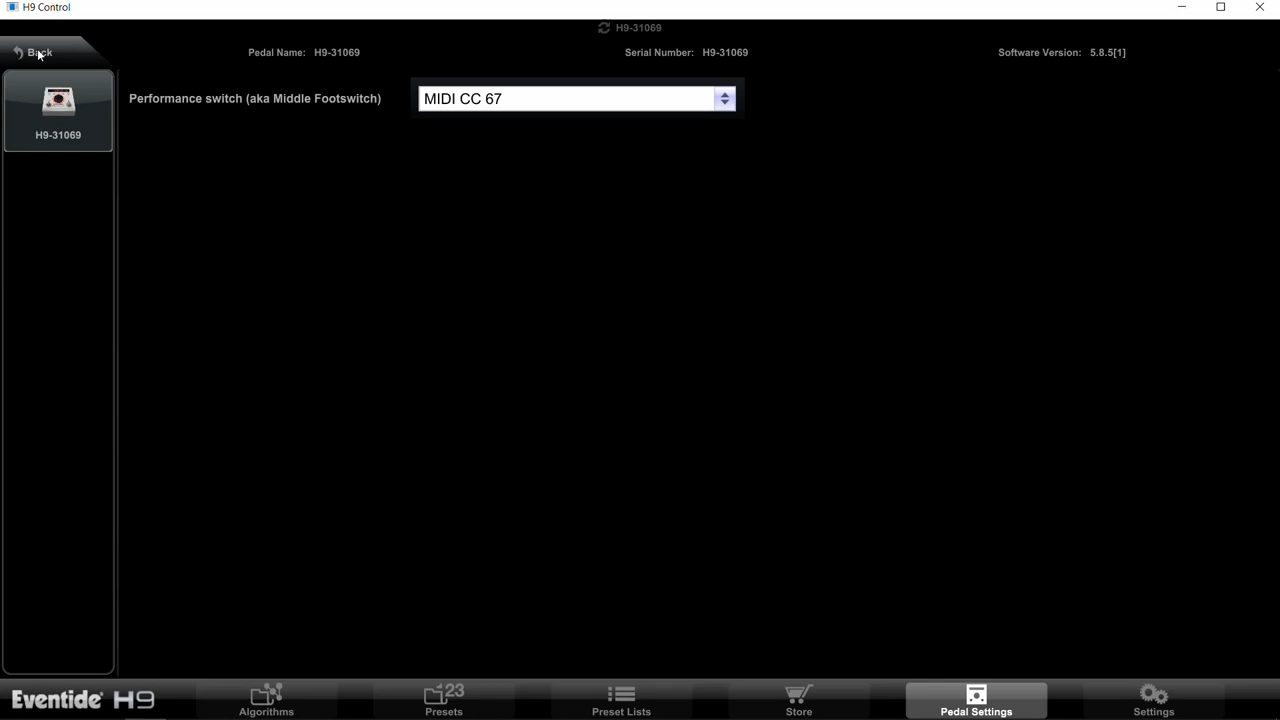 H9 Control
H9-31069
Back
Pedal Name: H9-31069
Serial Number: H9-31069
Software Version: 5.8.5[1]
H9-31069
Performance switch (aka Middle Footswitch)
MIDI CC 67
Eventide H9
Algorithms
123
Presets
Preset Lists
Store
Pedal Settings
Settings